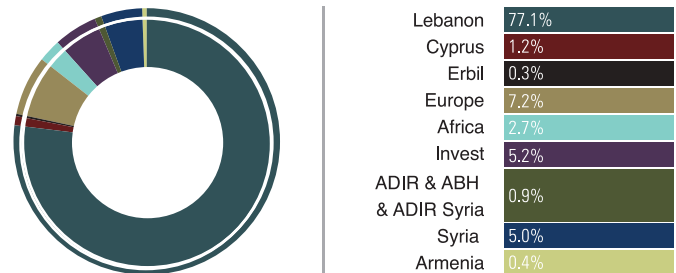 Lebanon 77.1%
Cyprus 1.2%
Erbil 0.3%
Europe 7.2%
Africa 2.7%
Invest 5.2%
ADIR & ABH
& ADIR Syria 0.9%
Syria 5.0%
Armenia 0.4%